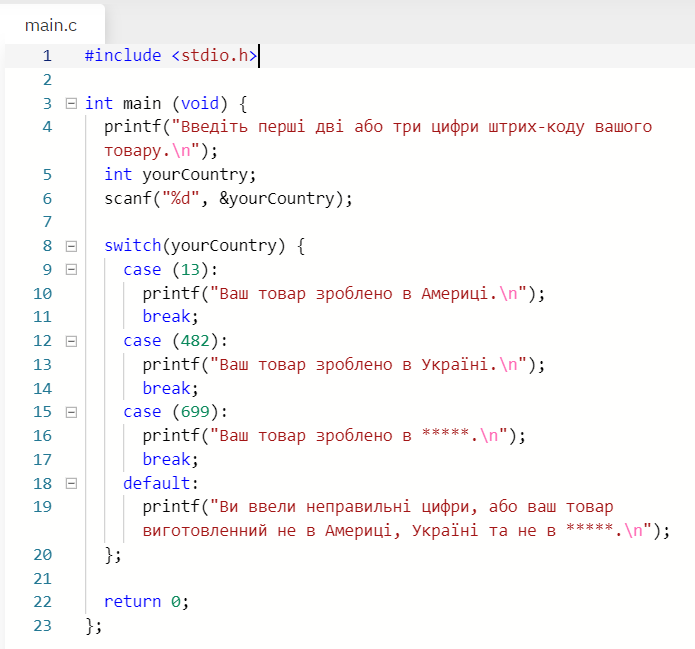 main.c
1 #include <stdio.h>
2
3 int main (void) {
4 printf("Введіть перші дві або три цифри штрих-коду вашого
товару.\n");
5 int yourCountry;
6 scanf("%d", &yourCountry);
7
8 switch(yourCountry) {
9 case (13):
10 printf("Ваш товар зроблено в Америці.\n");
11 break;
12 case (482):
13 printf("Ваш товар зроблено в Україні.\n");
14 break;
15 case (699):
16 printf("Ваш товар зроблено в *****.\n");
17 break;
18 default:
19 printf("Ви ввели неправильні цифри, або ваш товар
виготовленний не в Америці, Україні та не в *****.\n");
20 };
21
22 return 0;
23 };